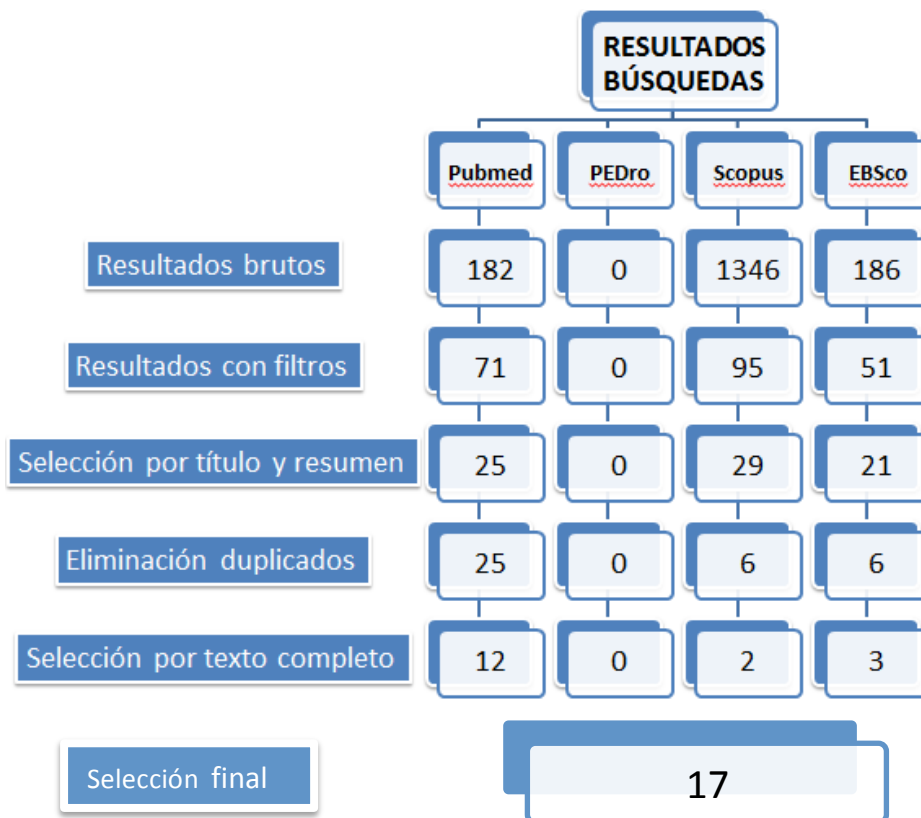 RESULTADOS
BÚSQUEDAS
Pubmed PEDro Scopus EBSco
Resultados brutos 182 0 1346 186
Resultados con filtros 71 0 95 51
Selección por título y resumen 25 0 29 21
Eliminación duplicados 25 0 6 6
Selección por texto completo 12 0 2 3
Selección final 17